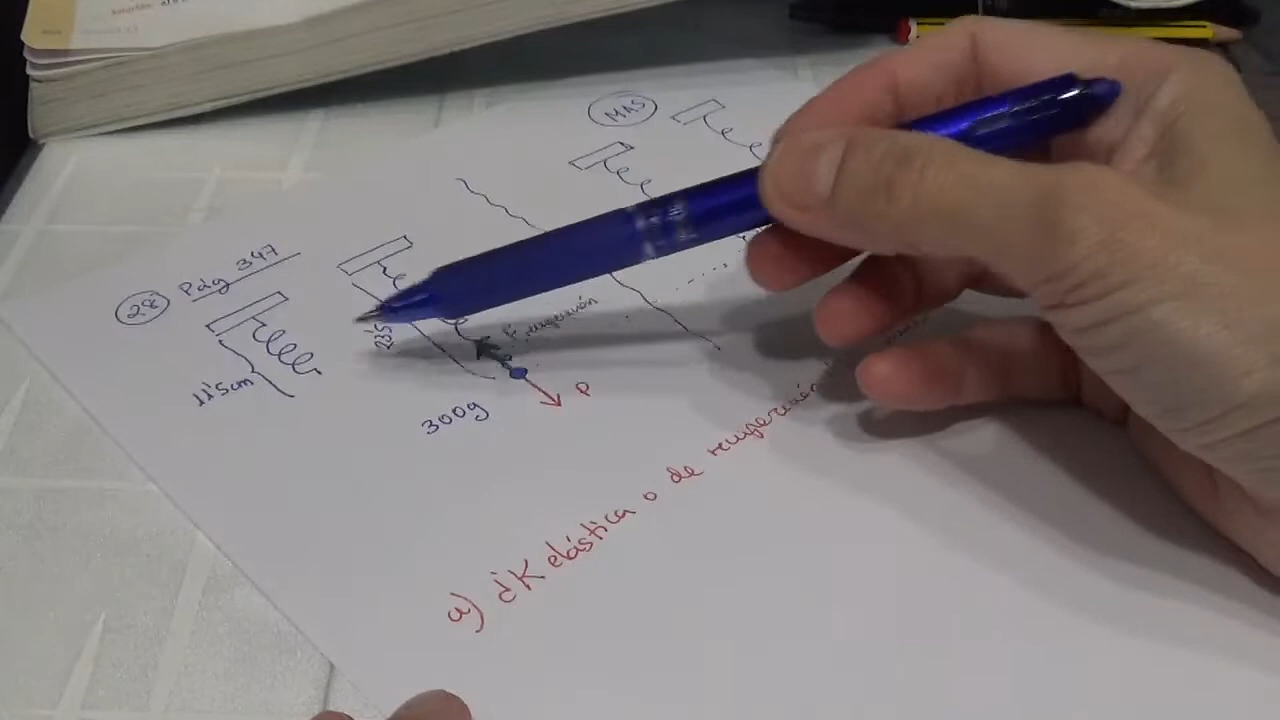 MAS
28 Pág 347
11'5cm
23'5
F. recuperación
300g
P
a) ¿K elástica o de recuperación